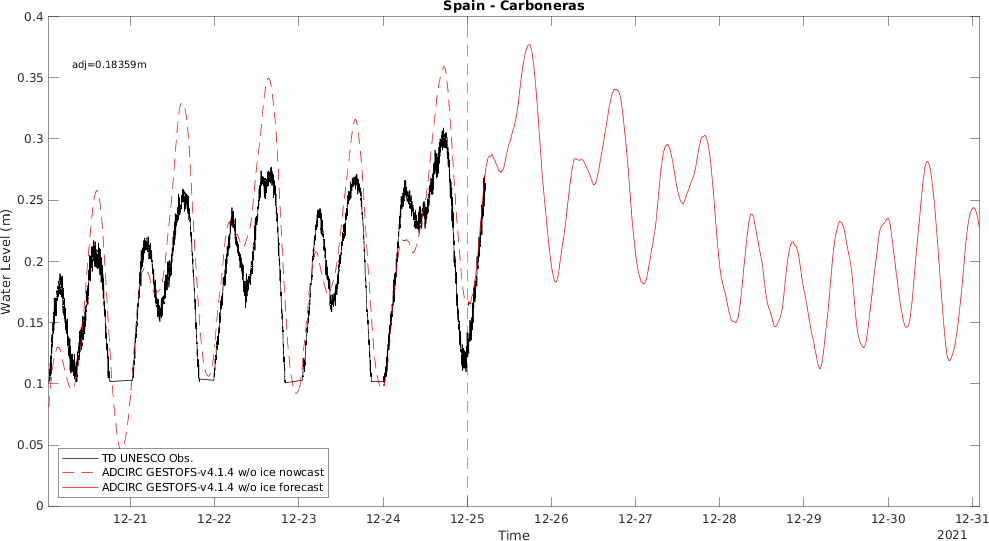 Spain - Carboneras
0.4
adj=0.18359m
0.35
0.3
0.25
0.2
0.15
0.1
0.05
0
Water Level (m)
TD UNESCO Obs.
ADCIRC GESTOFS-v4.1.4 w/o ice nowcast
ADCIRC GESTOFS-v4.1.4 w/o ice forecast
12-21 12-22 12-23 12-24 12-25 12-26 12-27 12-28 12-29 12-30 12-31
Time
2021